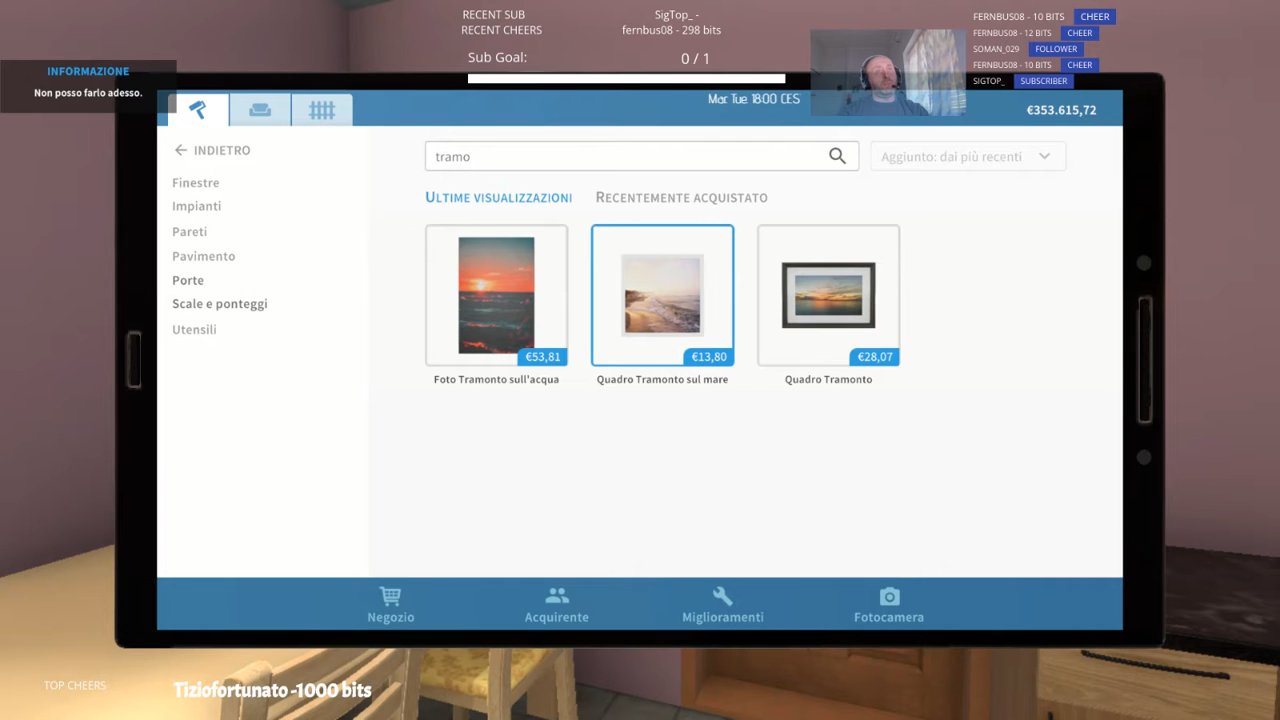 RECENT SUB
SigTop_ -
RECENT CHEERS
fernbus08 - 298 bits
Sub Goal:
0 / 1
FERNBUS08 - 10 BITS CHEER
FERNBUS08 - 12 BITS CHEER
SOMAN_029 FOLLOWER
FERNBUS08 - 10 BITS CHEER
SIGTOP_ SUBSCRIBER
INFORMAZIONE
Non posso farlo adesso.
Mar Tue 18:00 CES
€353.615,72
INDIETRO
Finestre
Impianti
Pareti
Pavimento
Porte
Scale e ponteggi
Utensili
tramo
Aggiunto: dai più recenti
ULTIME VISUALIZZAZIONI
RECENTEMENTE ACQUISTATO
€53,81
Foto Tramonto sull'acqua
€13,80
Quadro Tramonto sul mare
€28,07
Quadro Tramonto
Negozio
Acquirente
Miglioramenti
Fotocamera
TOP CHEERS
Tiziofortunato -1000 bits